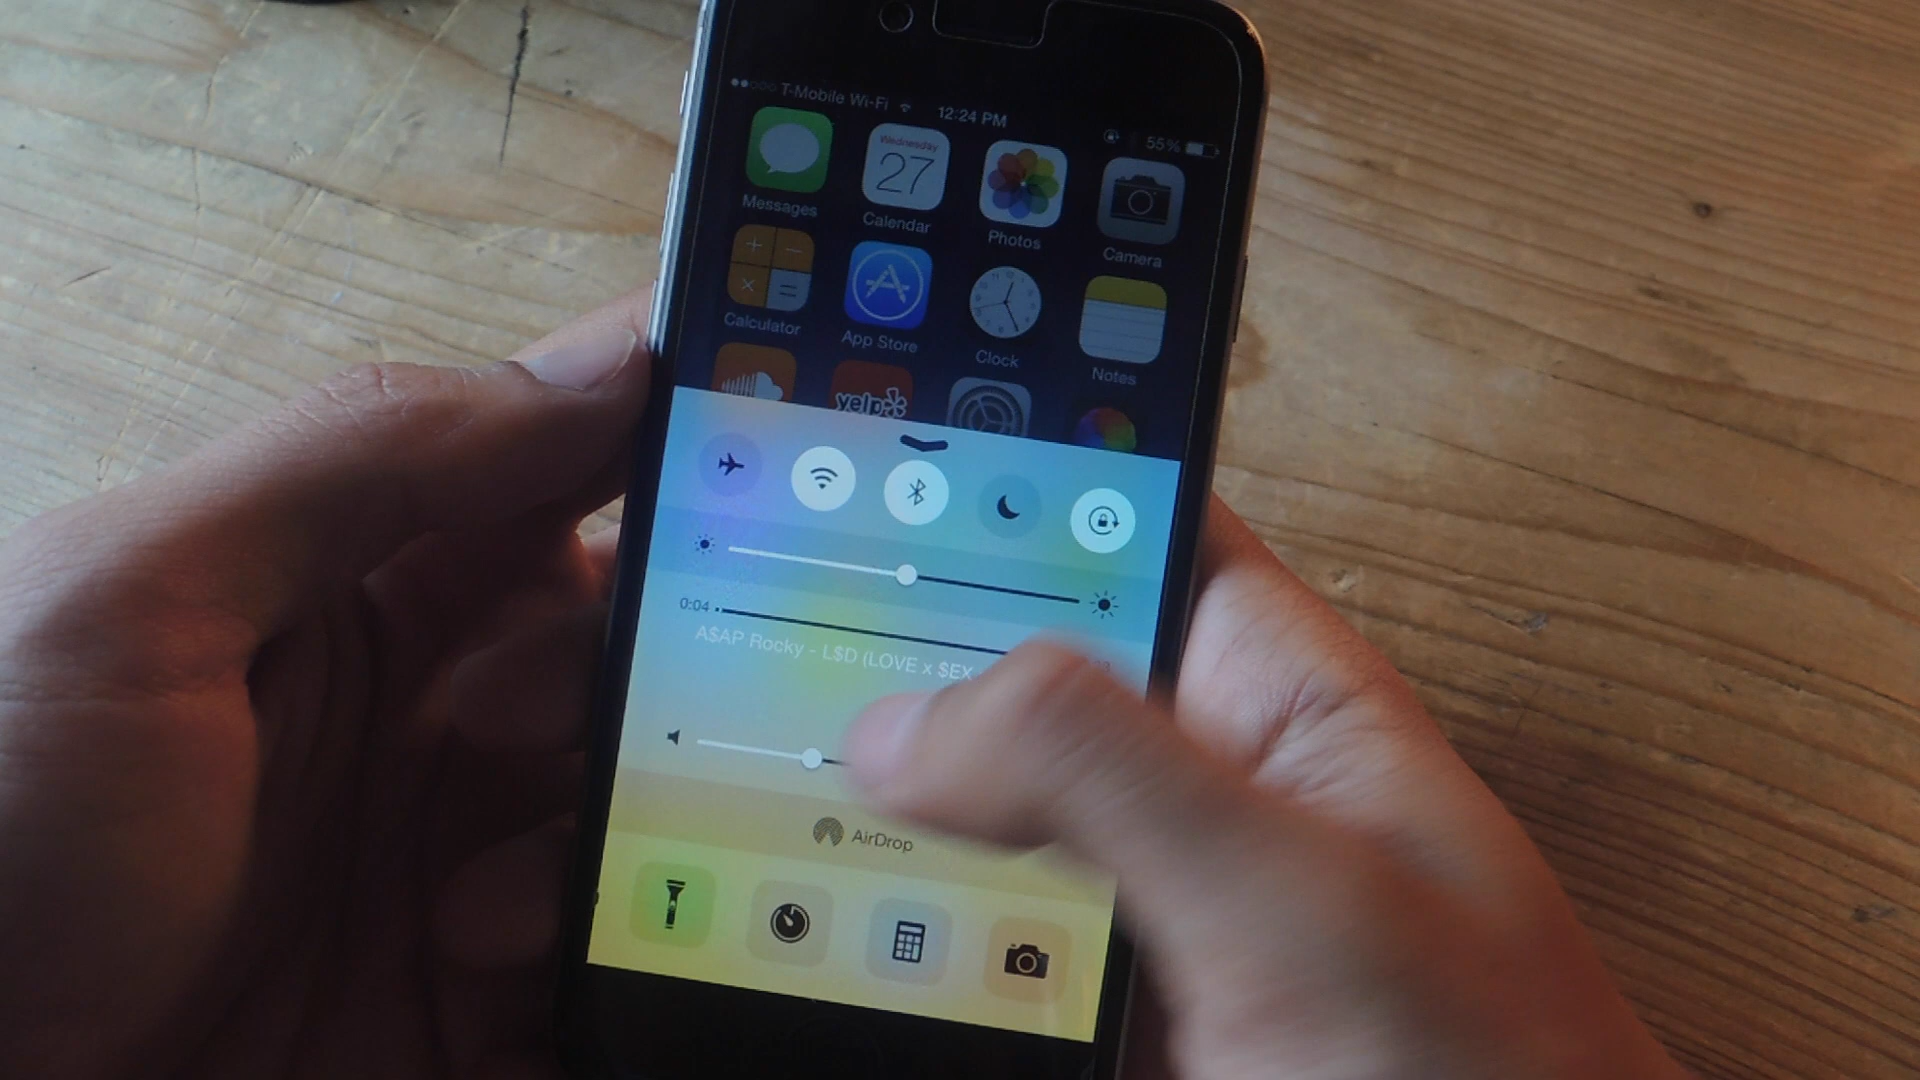 T-Mobile Wi-Fi 12:24 PM 55%
Wednesday
27
Messages Calendar Photos Camera
Calculator App Store Clock Notes
yelp
0:04
A$AP Rocky - L$D (LOVE x $EX
AirDrop